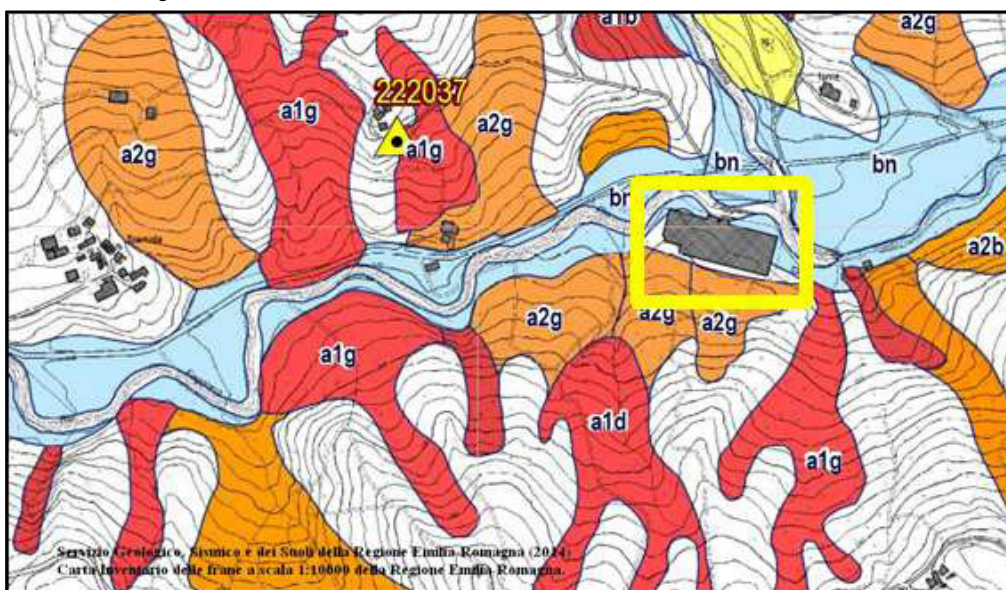 a1b
a2g
222037
a1g
a2g
a1g
a2g
bn
bn
bn
a2b
a2g
a2g
a2g
a1g
a1d
a1g
Servizio Geologico, Sismico e dei Suoli della Regione Emilia-Romagna (2014)
Carta Inventario delle frane a scala 1:10000 della Regione Emilia-Romagna.